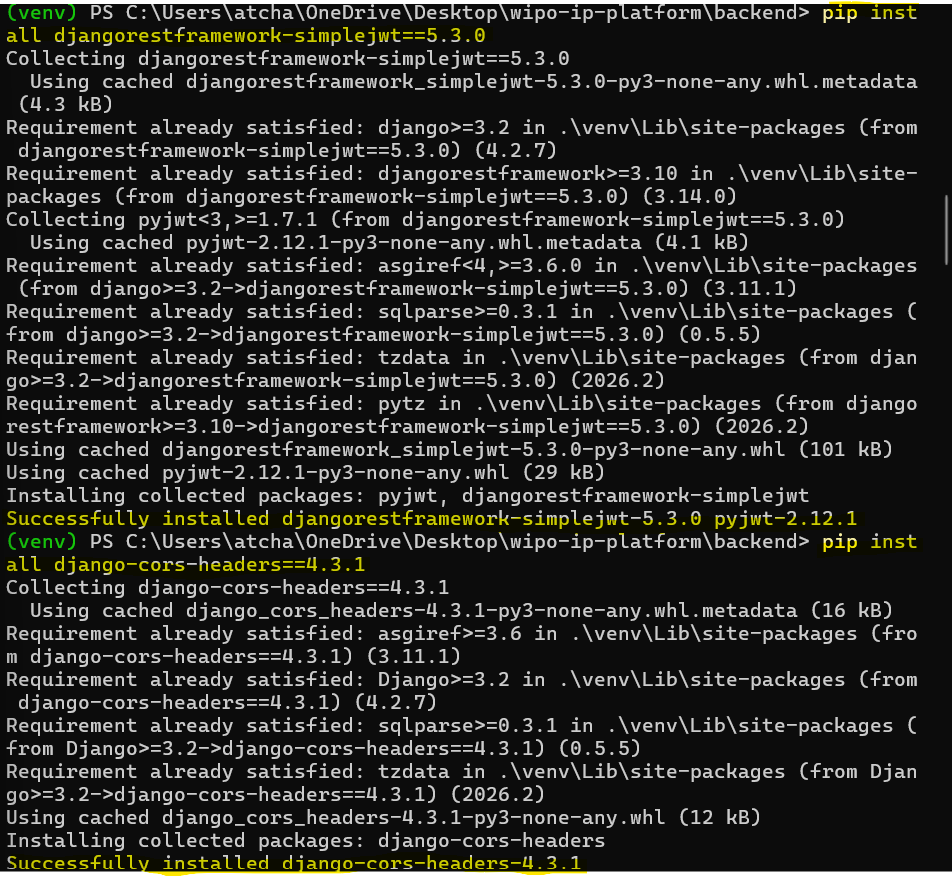 (venv) PS C:\Users\atcha\OneDrive\Desktop\wipo-ip-platform\backend> pip inst
all djangorestframework-simplejwt==5.3.0
Collecting djangorestframework-simplejwt==5.3.0
  Using cached djangorestframework_simplejwt-5.3.0-py3-none-any.whl.metadata
 (4.3 kB)
Requirement already satisfied: django>=3.2 in .\venv\Lib\site-packages (from
 djangorestframework-simplejwt==5.3.0) (4.2.7)
Requirement already satisfied: djangorestframework>=3.10 in .\venv\Lib\site-
packages (from djangorestframework-simplejwt==5.3.0) (3.14.0)
Collecting pyjwt<3,>=1.7.1 (from djangorestframework-simplejwt==5.3.0)
  Using cached pyjwt-2.12.1-py3-none-any.whl.metadata (4.1 kB)
Requirement already satisfied: asgiref<4,>=3.6.0 in .\venv\Lib\site-packages
 (from django>=3.2->djangorestframework-simplejwt==5.3.0) (3.11.1)
Requirement already satisfied: sqlparse>=0.3.1 in .\venv\Lib\site-packages (
from django>=3.2->djangorestframework-simplejwt==5.3.0) (0.5.5)
Requirement already satisfied: tzdata in .\venv\Lib\site-packages (from djan
go>=3.2->djangorestframework-simplejwt==5.3.0) (2026.2)
Requirement already satisfied: pytz in .\venv\Lib\site-packages (from django
restframework>=3.10->djangorestframework-simplejwt==5.3.0) (2026.2)
Using cached djangorestframework_simplejwt-5.3.0-py3-none-any.whl (101 kB)
Using cached pyjwt-2.12.1-py3-none-any.whl (29 kB)
Installing collected packages: pyjwt, djangorestframework-simplejwt
Successfully installed djangorestframework-simplejwt-5.3.0 pyjwt-2.12.1
(venv) PS C:\Users\atcha\OneDrive\Desktop\wipo-ip-platform\backend> pip inst
all django-cors-headers==4.3.1
Collecting django-cors-headers==4.3.1
  Using cached django_cors_headers-4.3.1-py3-none-any.whl.metadata (16 kB)
Requirement already satisfied: asgiref>=3.6 in .\venv\Lib\site-packages (fro
m django-cors-headers==4.3.1) (3.11.1)
Requirement already satisfied: Django>=3.2 in .\venv\Lib\site-packages (from
 django-cors-headers==4.3.1) (4.2.7)
Requirement already satisfied: sqlparse>=0.3.1 in .\venv\Lib\site-packages (
from Django>=3.2->django-cors-headers==4.3.1) (0.5.5)
Requirement already satisfied: tzdata in .\venv\Lib\site-packages (from Djan
go>=3.2->django-cors-headers==4.3.1) (2026.2)
Using cached django_cors_headers-4.3.1-py3-none-any.whl (12 kB)
Installing collected packages: django-cors-headers
Successfully installed django-cors-headers-4.3.1